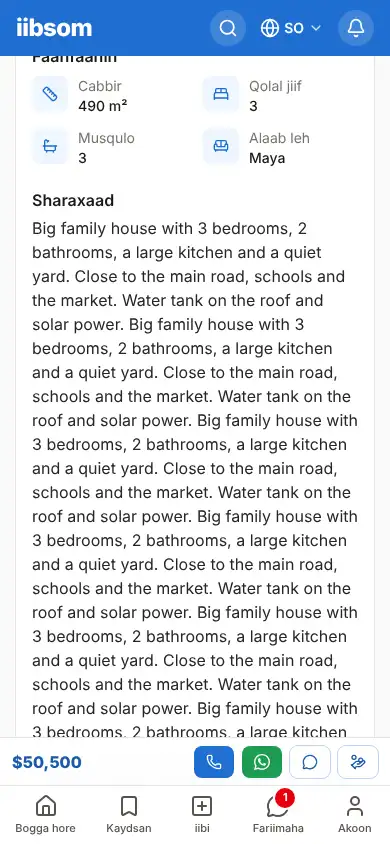 iibsom
SO
Faahfaahin
Cabbir
490 m²
Qolal jiif
3
Musqulo
3
Alaab leh
Maya
Sharaxaad
Big family house with 3 bedrooms, 2
bathrooms, a large kitchen and a quiet
yard. Close to the main road, schools and
the market. Water tank on the roof and
solar power. Big family house with 3
bedrooms, 2 bathrooms, a large kitchen
and a quiet yard. Close to the main road,
schools and the market. Water tank on the
roof and solar power. Big family house with
3 bedrooms, 2 bathrooms, a large kitchen
and a quiet yard. Close to the main road,
schools and the market. Water tank on the
roof and solar power. Big family house with
3 bedrooms, 2 bathrooms, a large kitchen
and a quiet yard. Close to the main road,
schools and the market. Water tank on the
roof and solar power. Big family house with
3 bedrooms, 2 bathrooms, a large kitchen
and a quiet yard. Close to the main road,
schools and the market. Water tank on the
roof and solar power. Big family house with
3 bedrooms, 2 bathrooms, a large kitchen
$50,500
1
Bogga hore
Kaydsan
iibi
Fariimaha
Akoon